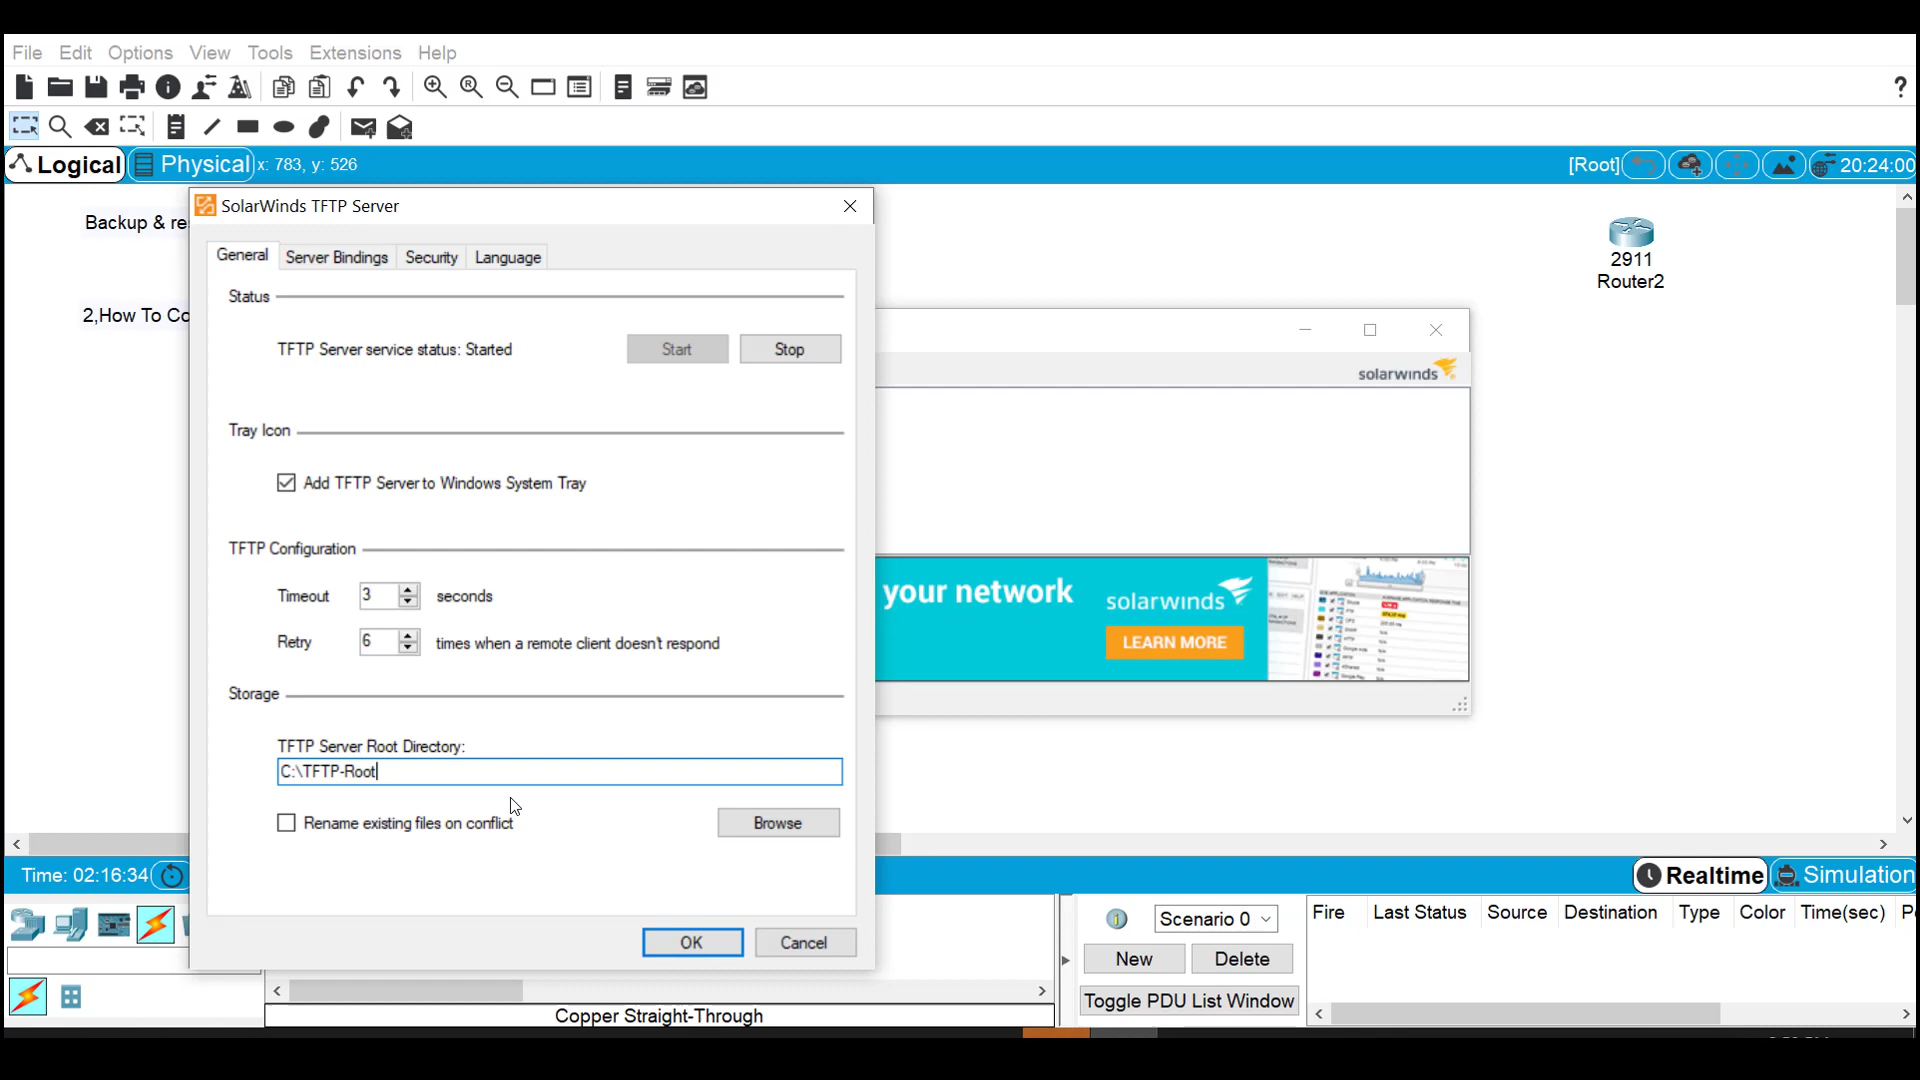 File Edit Options View Tools Extensions Help
?
Logical Physical x: 783, y: 526 [Root] 20:24:00
Backup & re
2,How To Co
2911
Router2
SolarWinds TFTP Server
General Server Bindings Security Language
Status
TFTP Server service status: Started Start Stop
Tray Icon
Add TFTP Server to Windows System Tray
TFTP Configuration
Timeout 3 seconds
Retry 6 times when a remote client doesn't respond
Storage
TFTP Server Root Directory:
C:\TFTP-Root
Rename existing files on conflict Browse
OK Cancel
solarwinds
your network solarwinds
LEARN MORE
Time: 02:16:34 Realtime Simulation
Scenario 0
New Delete
Toggle PDU List Window
Fire Last Status Source Destination Type Color Time(sec) P
Copper Straight-Through